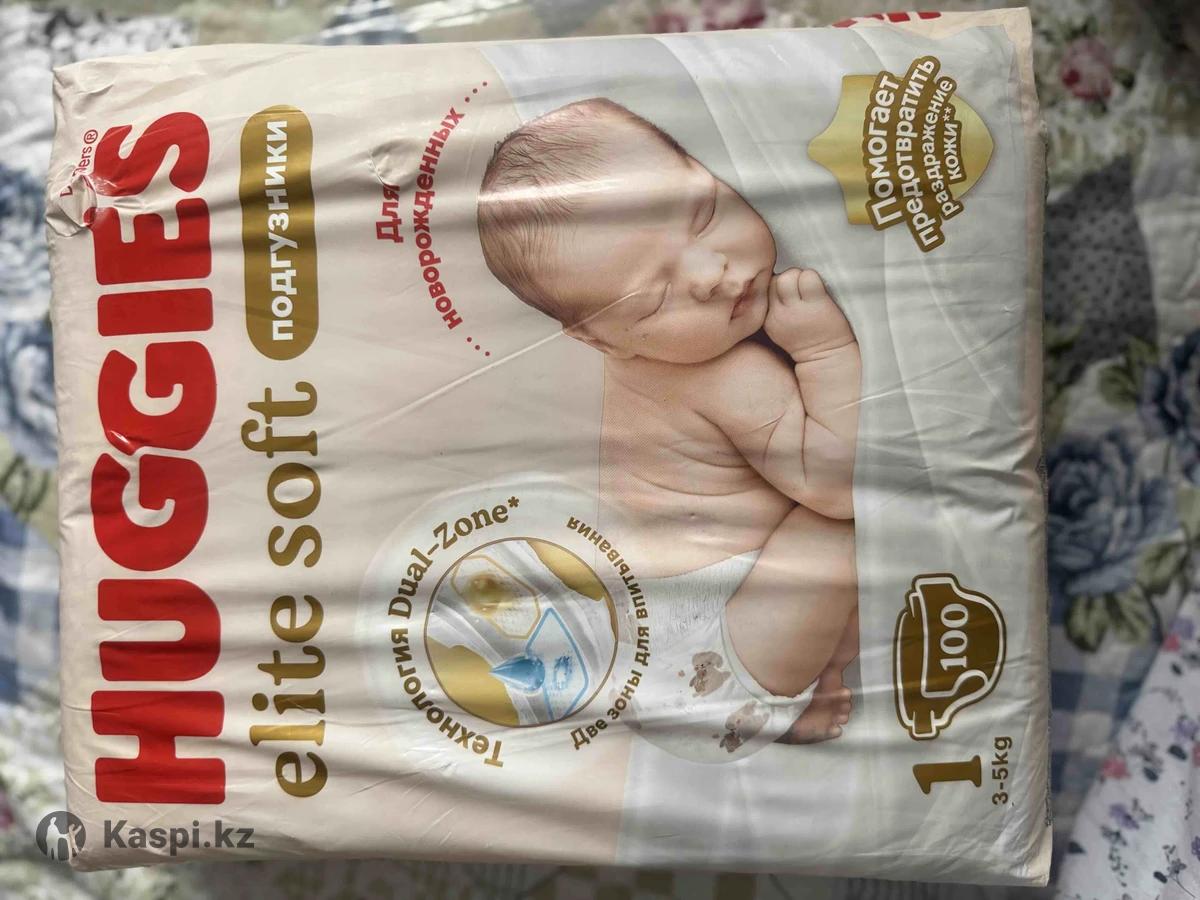 HUGGIES
elite soft
подгузники
Для
новорожденных
Технология Dual-Zone*
Две зоны для впитывания
Помогает
предотвратить
раздражение
кожи**
1
100
3-5kg
Kaspi.kz